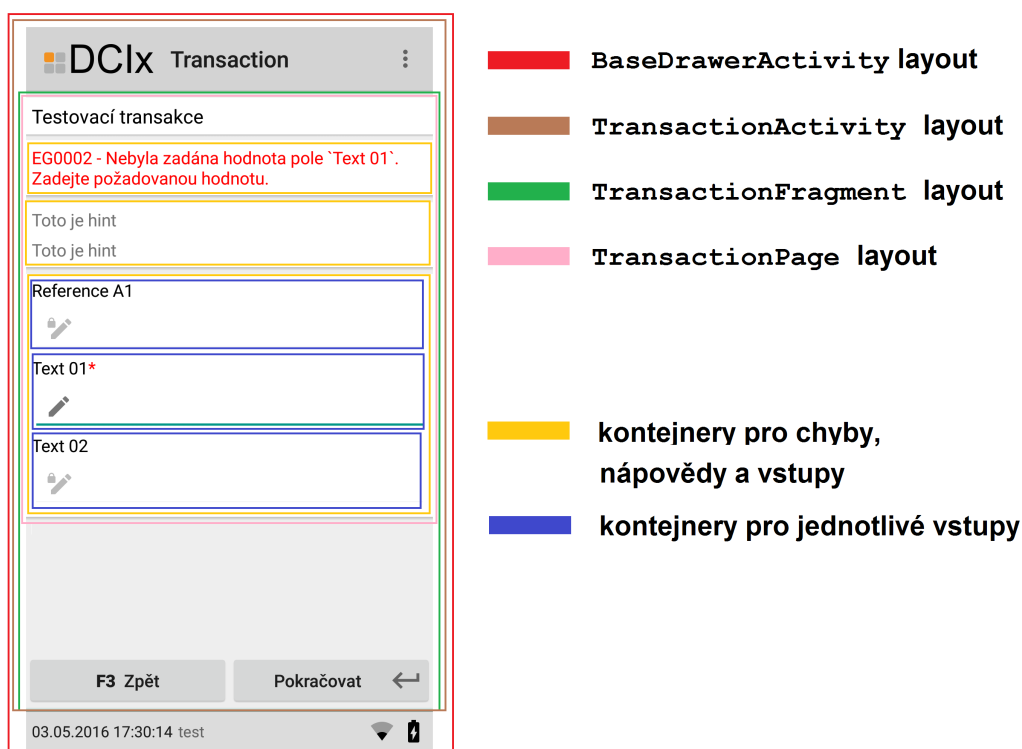 DCIx Transaction
Testovací transakce
EG0002 - Nebyla zadána hodnota pole `Text 01`.
Zadejte požadovanou hodnotu.
Toto je hint
Toto je hint
Reference A1
Text 01*
Text 02
F3 Zpět
Pokračovat
03.05.2016 17:30:14 test
BaseDrawerActivity layout
TransactionActivity layout
TransactionFragment layout
TransactionPage layout
kontejnery pro chyby,
nápovědy a vstupy
kontejnery pro jednotlivé vstupy